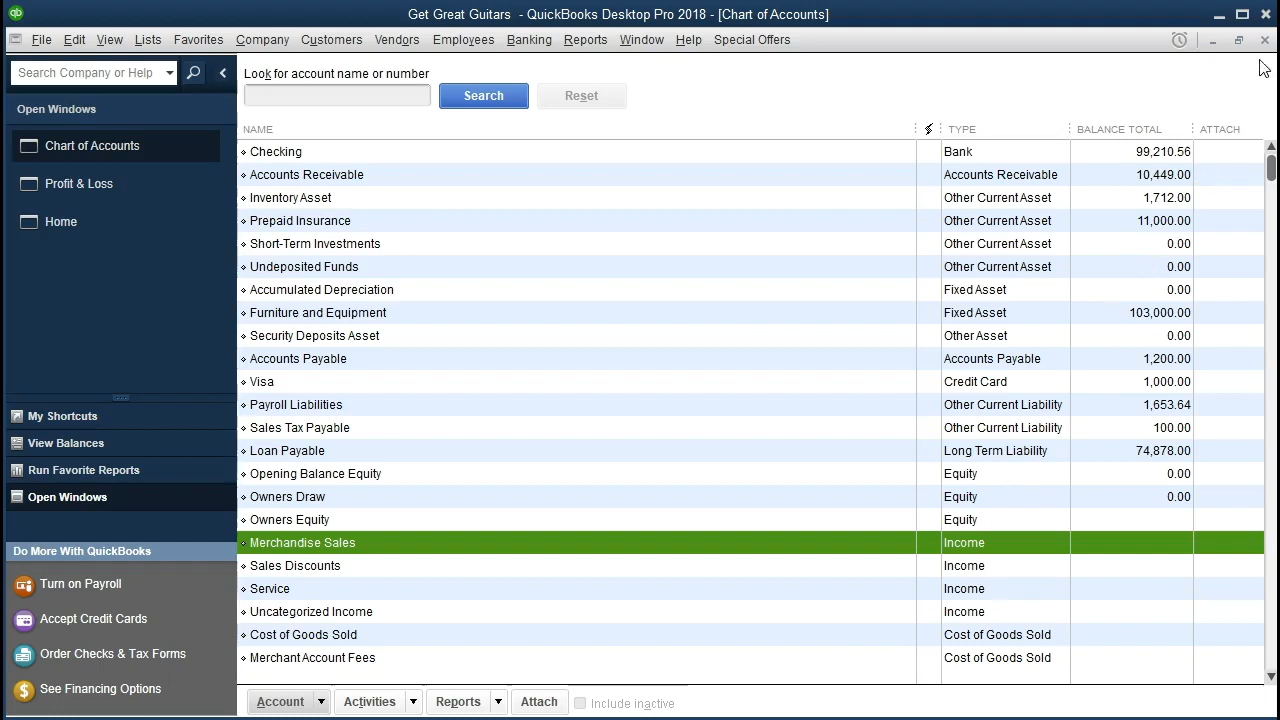 Get Great Guitars - QuickBooks Desktop Pro 2018 - [Chart of Accounts]
File Edit View Lists Favorites Company Customers Vendors Employees Banking Reports Window Help Special Offers
Search Company or Help
Open Windows
Chart of Accounts
Profit & Loss
Home
My Shortcuts
View Balances
Run Favorite Reports
Open Windows
Do More With QuickBooks
Turn on Payroll
Accept Credit Cards
Order Checks & Tax Forms
See Financing Options
Look for account name or number
Search Reset
NAME TYPE BALANCE TOTAL ATTACH
Checking Bank 99,210.56
Accounts Receivable Accounts Receivable 10,449.00
Inventory Asset Other Current Asset 1,712.00
Prepaid Insurance Other Current Asset 11,000.00
Short-Term Investments Other Current Asset 0.00
Undeposited Funds Other Current Asset 0.00
Accumulated Depreciation Fixed Asset 0.00
Furniture and Equipment Fixed Asset 103,000.00
Security Deposits Asset Other Asset 0.00
Accounts Payable Accounts Payable 1,200.00
Visa Credit Card 1,000.00
Payroll Liabilities Other Current Liability 1,653.64
Sales Tax Payable Other Current Liability 100.00
Loan Payable Long Term Liability 74,878.00
Opening Balance Equity Equity 0.00
Owners Draw Equity 0.00
Owners Equity Equity
Merchandise Sales Income
Sales Discounts Income
Service Income
Uncategorized Income Income
Cost of Goods Sold Cost of Goods Sold
Merchant Account Fees Cost of Goods Sold
Account Activities Reports Attach Include inactive